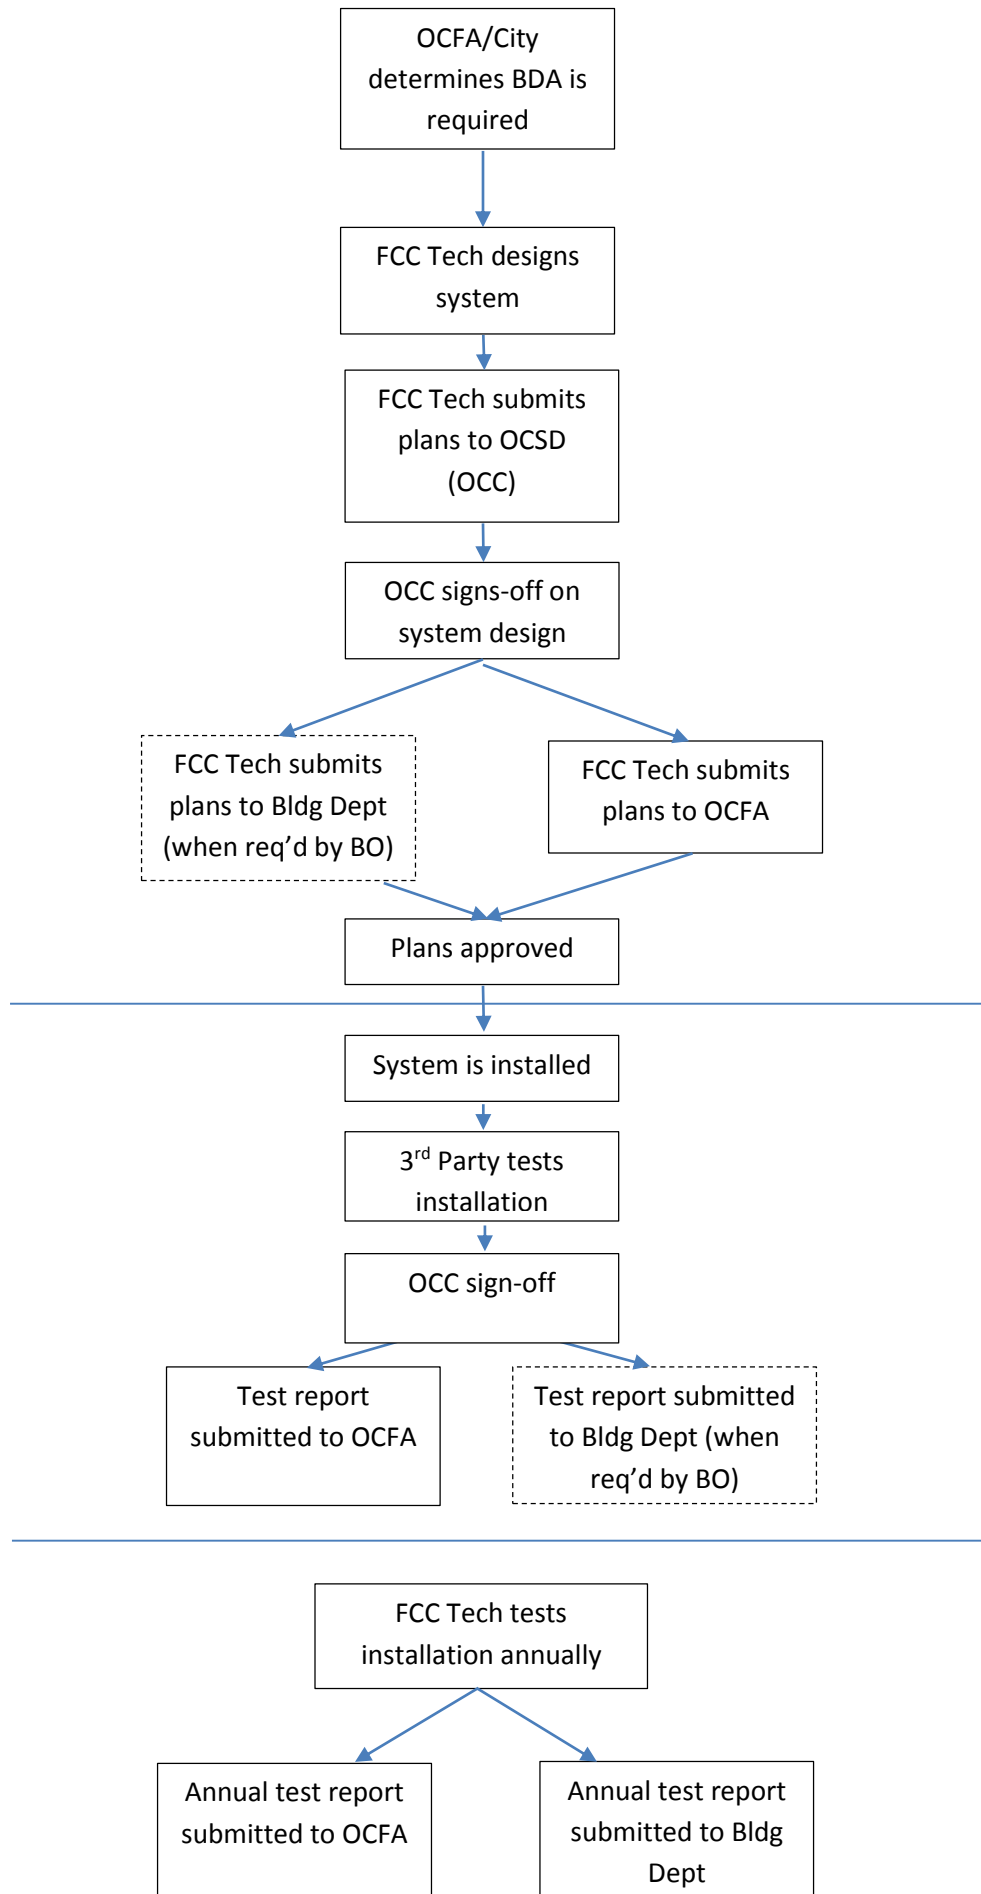 OCFA/City
determines BDA is
required
FCC Tech designs
system
FCC Tech submits
plans to OCSD
(OCC)
OCC signs-off on
system design
FCC Tech submits
plans to Bldg Dept
(when req’d by BO)
FCC Tech submits
plans to OCFA
Plans approved
System is installed
3rd Party tests
installation
OCC sign-off
Test report
submitted to OCFA
Test report submitted
to Bldg Dept (when
req’d by BO)
FCC Tech tests
installation annually
Annual test report
submitted to OCFA
Annual test report
submitted to Bldg
Dept